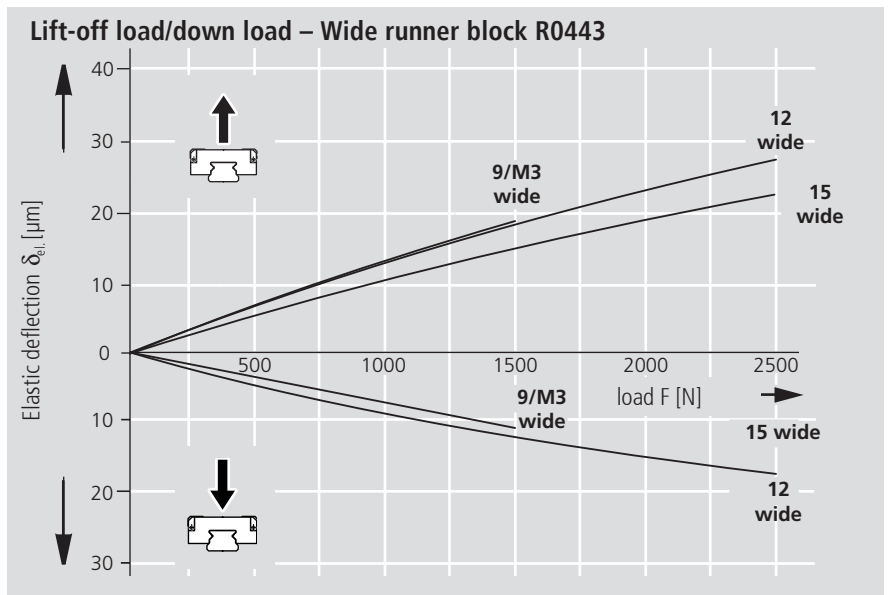 Lift-off load/down load – Wide runner block R0443
Elastic deflection δel. [μm]
40
30
20
10
0
10
20
30
12
wide
9/M3
wide
15
wide
500
1000
1500
2000
2500
load F [N]
9/M3
wide
15 wide
12
wide